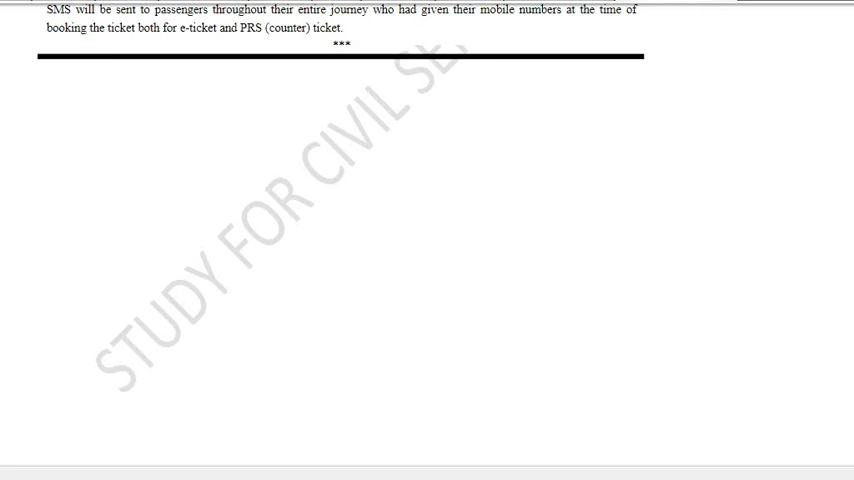 SMS will be sent to passengers throughout their entire journey who had given their mobile numbers at the time of
booking the ticket both for e-ticket and PRS (counter) ticket.
***
STUDY FOR CIVIL SE